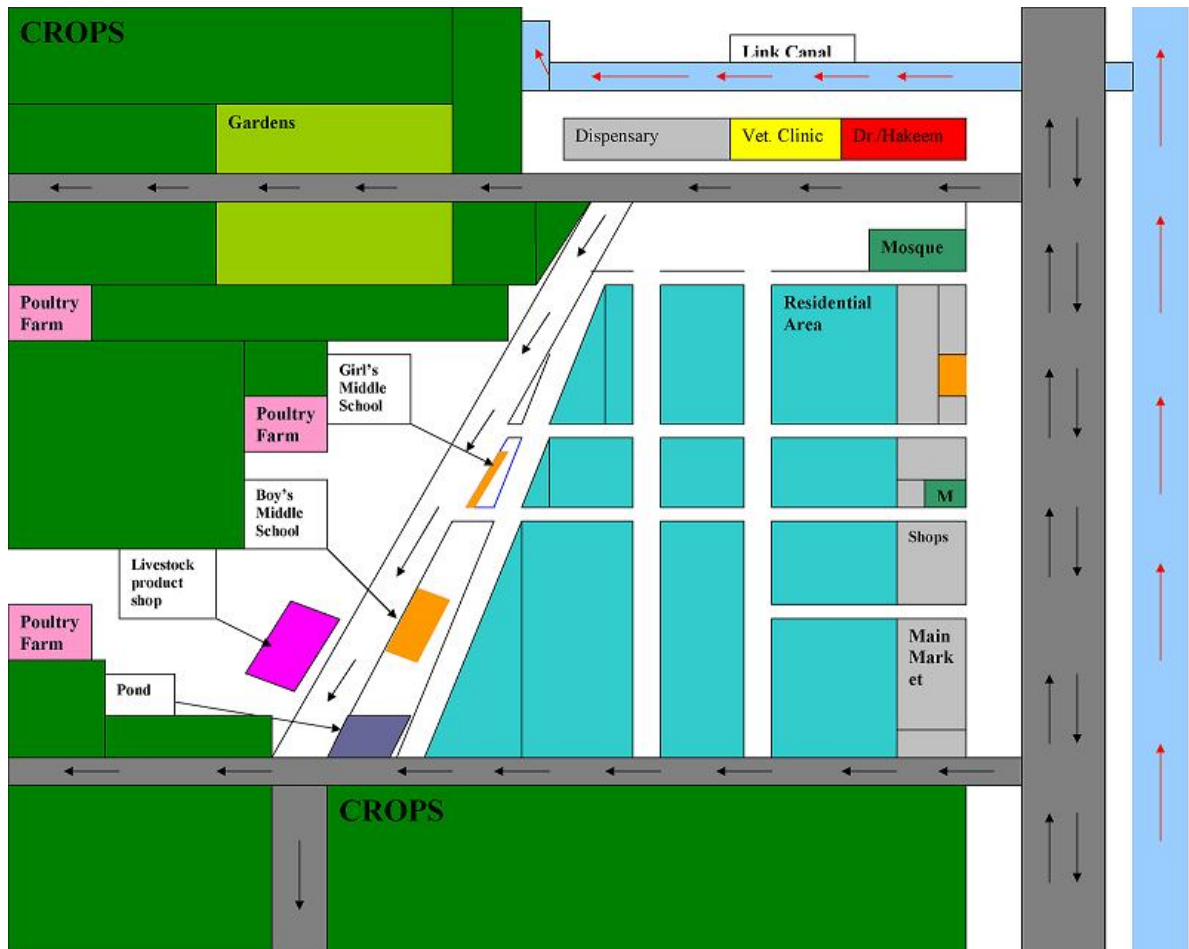 CROPS
Link Canal
Gardens
Dispensary
Vet. Clinic
Dr./Hakeem
Mosque
Poultry
Farm
Residential
Area
Girl's
Middle
School
Poultry
Farm
Boy's
Middle
School
M
Shops
Livestock
product
shop
Poultry
Farm
Main
Mark
et
Pond
CROPS